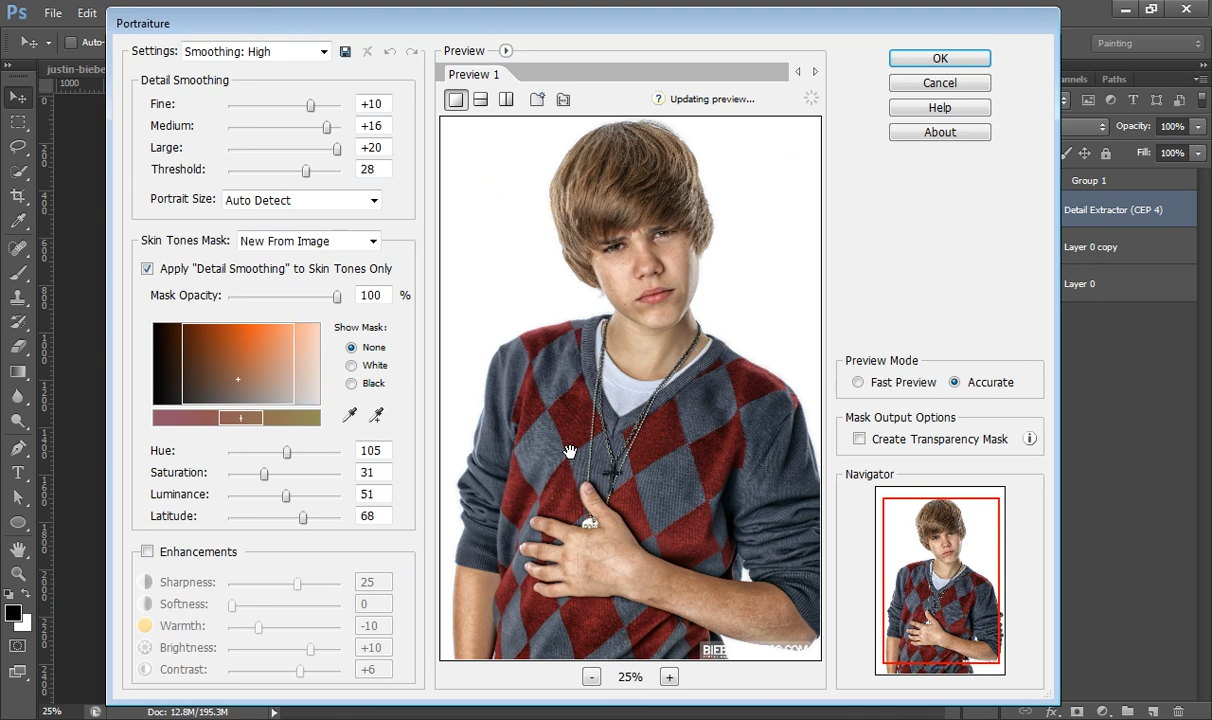 Ps File Edit
Portraiture
Auto-
Painting
justin-biebe
1000
Settings: Smoothing: High
Detail Smoothing
Fine: +10
Medium: +16
Large: +20
Threshold: 28
Portrait Size: Auto Detect
Skin Tones Mask: New From Image
Apply "Detail Smoothing" to Skin Tones Only
Mask Opacity: 100 %
Show Mask:
None
White
Black
Hue: 105
Saturation: 31
Luminance: 51
Latitude: 68
Enhancements
Sharpness: 25
Softness: 0
Warmth: -10
Brightness: +10
Contrast: +6
Preview
Preview 1
? Updating preview...
- 25% +
OK
Cancel
Help
About
Preview Mode
Fast Preview Accurate
Mask Output Options
Create Transparency Mask
Navigator
nnels Paths
Opacity: 100%
Fill: 100%
Group 1
Detail Extractor (CEP 4)
Layer 0 copy
Layer 0
25% Doc: 12.8M/195.3M